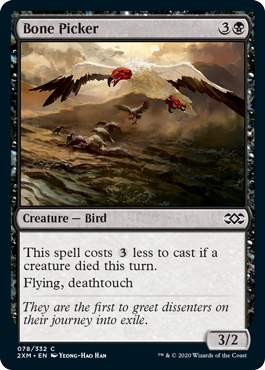 Bone Picker 3
Creature — Bird
This spell costs 3 less to cast if a
creature died this turn.
Flying, deathtouch
They are the first to greet dissenters on
their journey into exile.
3/2
078/332 C
2XM • EN Yeong-Hao Han
™ & © 2020 Wizards of the Coast